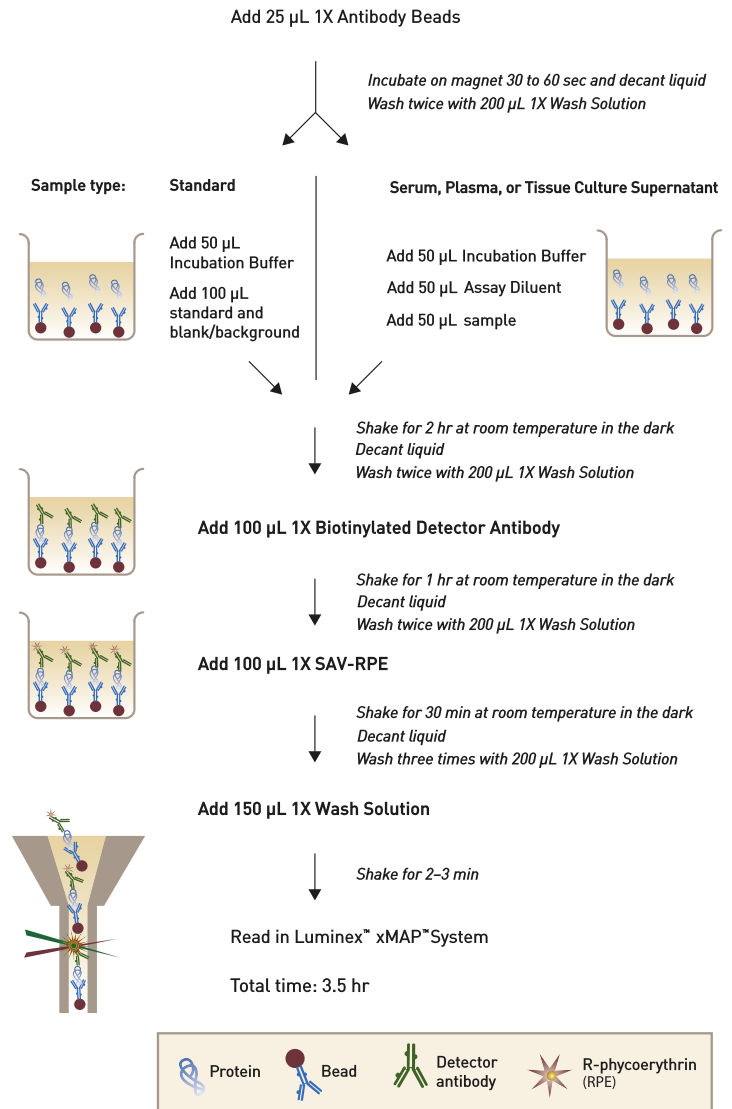 Add 25 µL 1X Antibody Beads
Incubate on magnet 30 to 60 sec and decant liquid
Wash twice with 200 µL 1X Wash Solution
Sample type:
Standard
Add 50 µL
Incubation Buffer
Add 100 µL
standard and
blank/background
Serum, Plasma, or Tissue Culture Supernatant
Add 50 µL Incubation Buffer
Add 50 µL Assay Diluent
Add 50 µL sample
Shake for 2 hr at room temperature in the dark
Decant liquid
Wash twice with 200 µL 1X Wash Solution
Add 100 µL 1X Biotinylated Detector Antibody
Shake for 1 hr at room temperature in the dark
Decant liquid
Wash twice with 200 µL 1X Wash Solution
Add 100 µL 1X SAV-RPE
Shake for 30 min at room temperature in the dark
Decant liquid
Wash three times with 200 µL 1X Wash Solution
Add 150 µL 1X Wash Solution
Shake for 2–3 min
Read in Luminex™ xMAP™ System
Total time: 3.5 hr
Protein
Bead
Detector
antibody
R-phycoerythrin
(RPE)